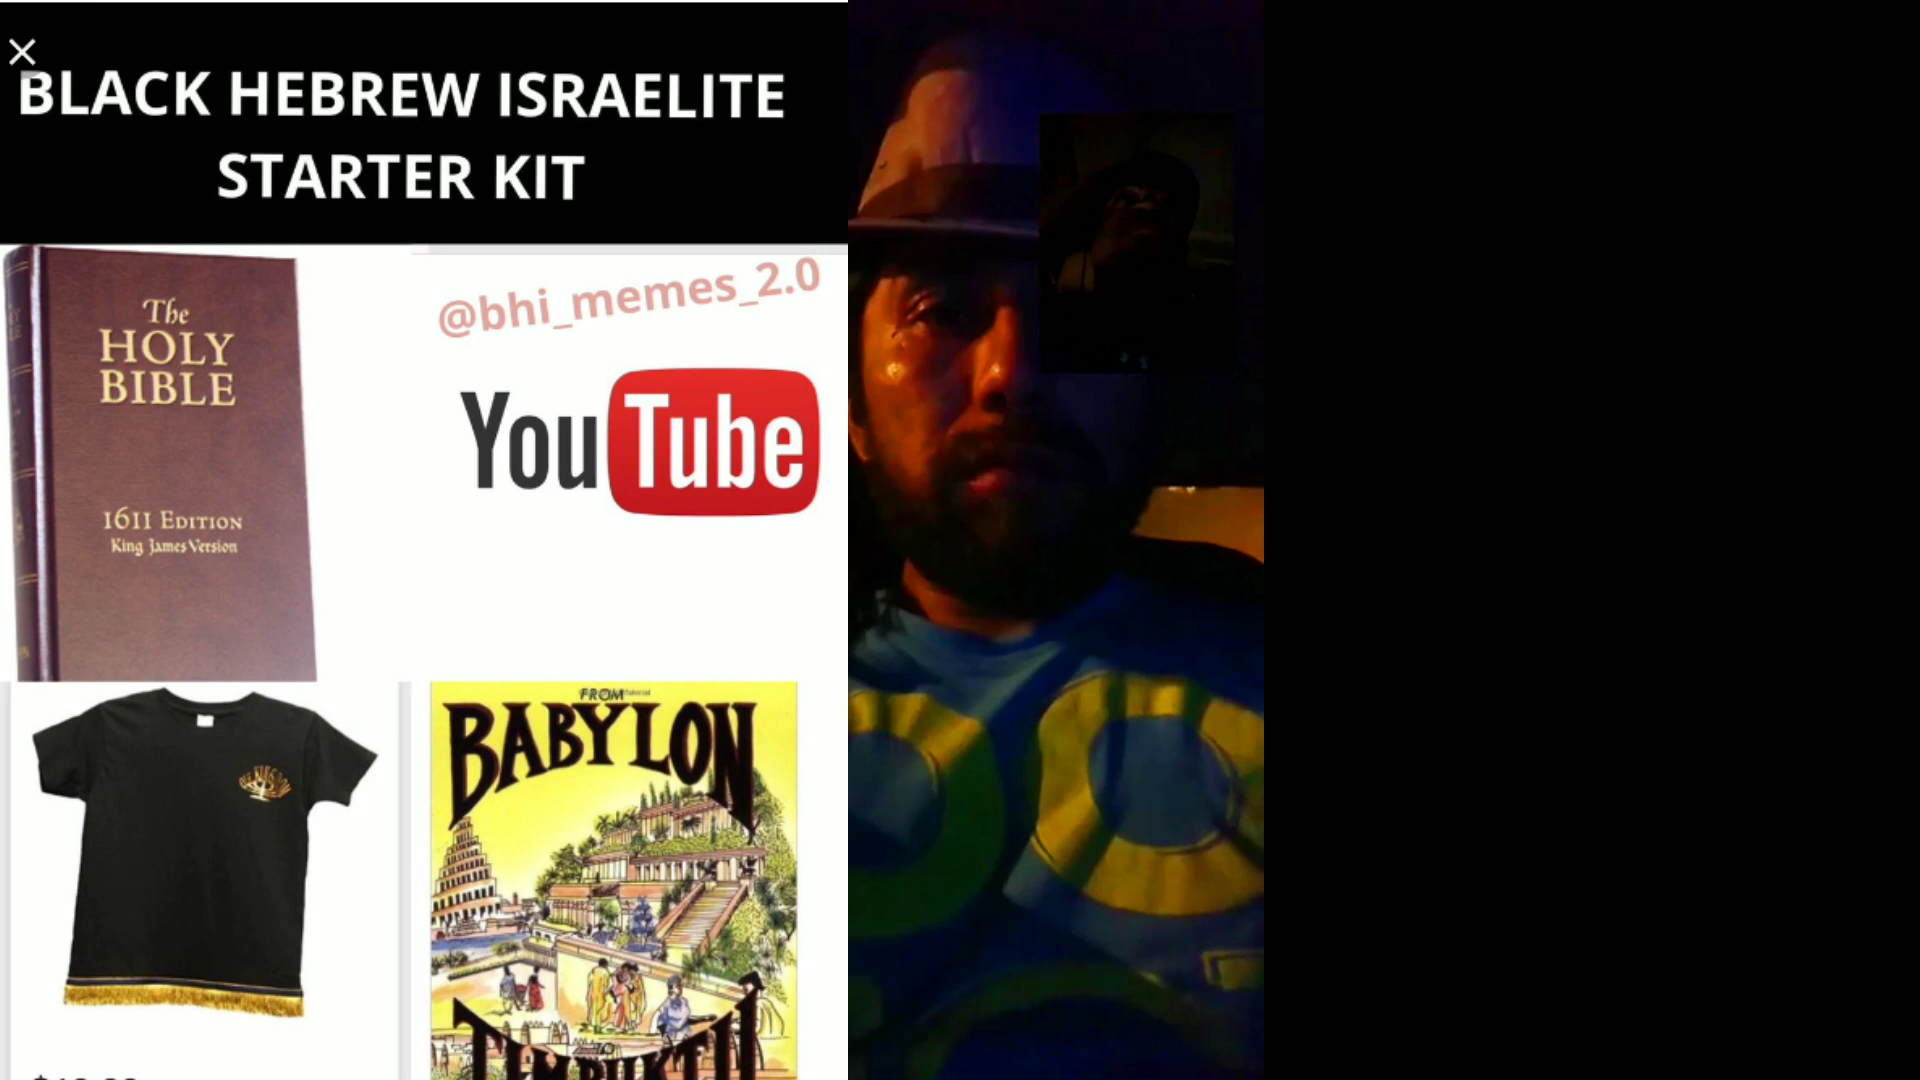 BLACK HEBREW ISRAELITE
STARTER KIT
@bhi_memes_2.0
The
HOLY
BIBLE
1611 EDITION
King James Version
YouTube
FROM
BABYLON